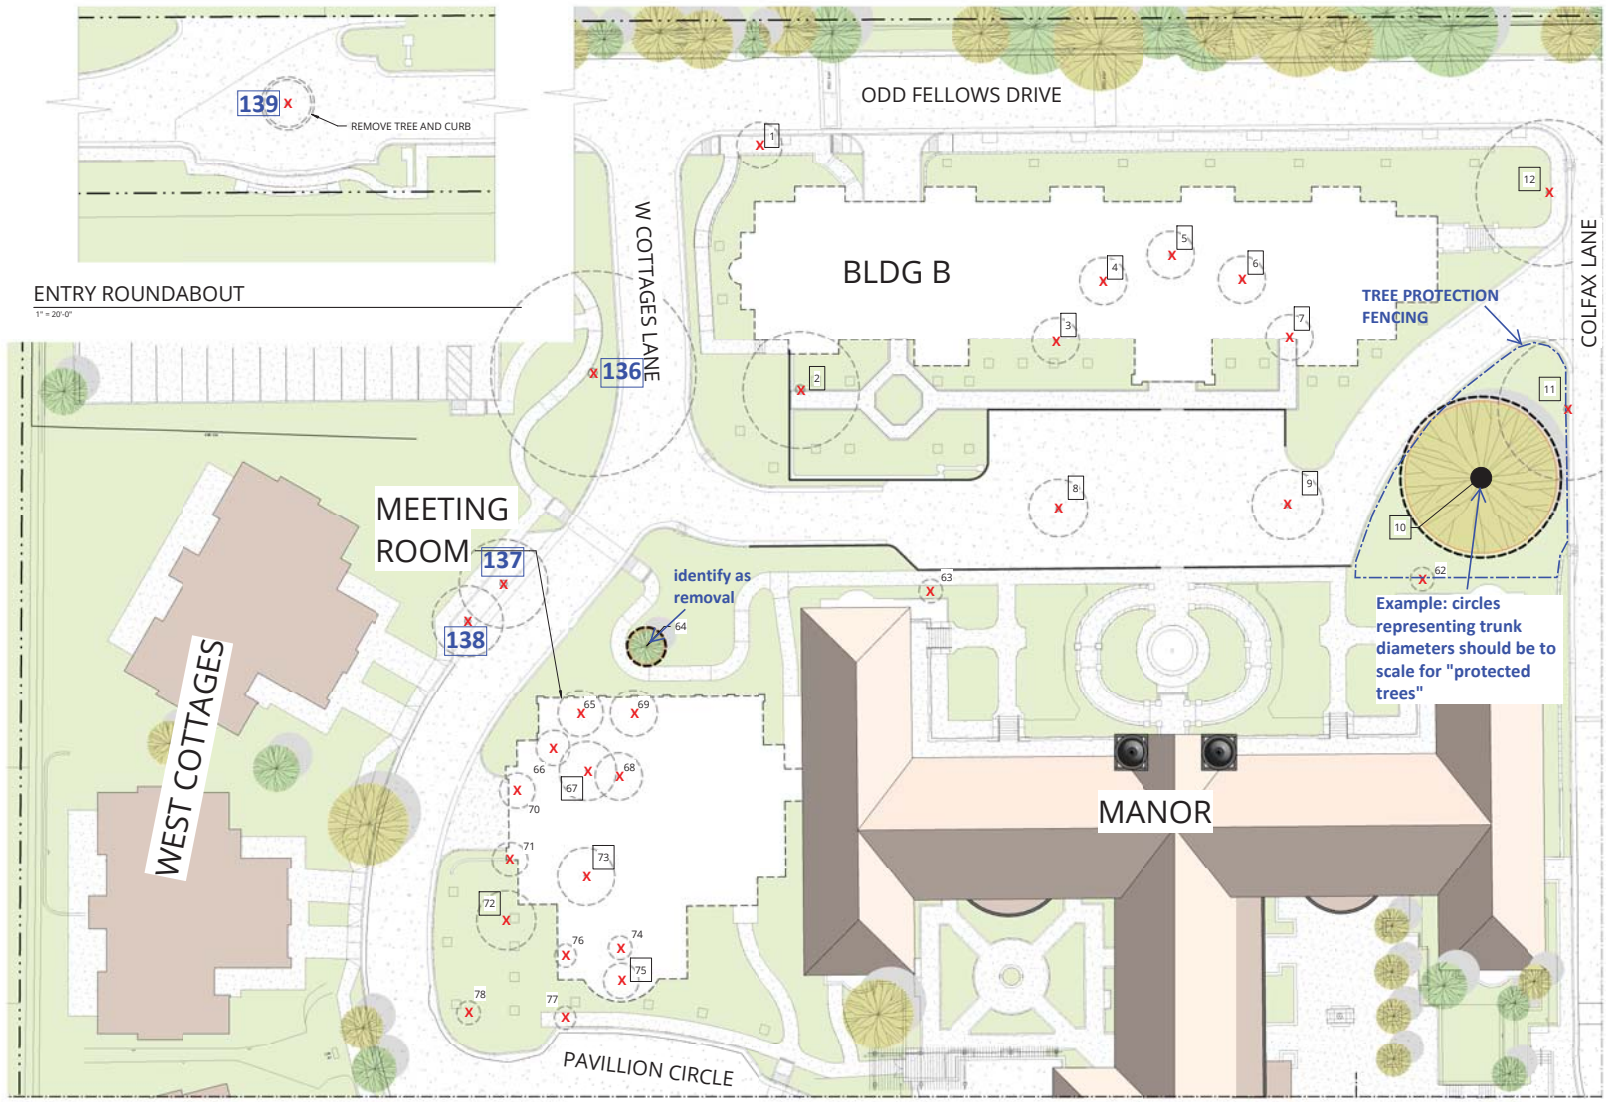 ODD FELLOWS DRIVE
139
REMOVE TREE AND CURB
1
12
W COTTAGES LANE
COLFAX LANE
5
4
6
BLDG B
ENTRY ROUNDABOUT
1" = 20'-0"
TREE PROTECTION
FENCING
3
7
136
2
11
MEETING
ROOM
8
9
10
137
138
identify as
removal
64
63
62
Example: circles
representing trunk
diameters should be to
scale for "protected
trees"
WEST COTTAGES
65
69
66
67
68
70
MANOR
71
73
72
76
74
75
78
77
PAVILLION CIRCLE